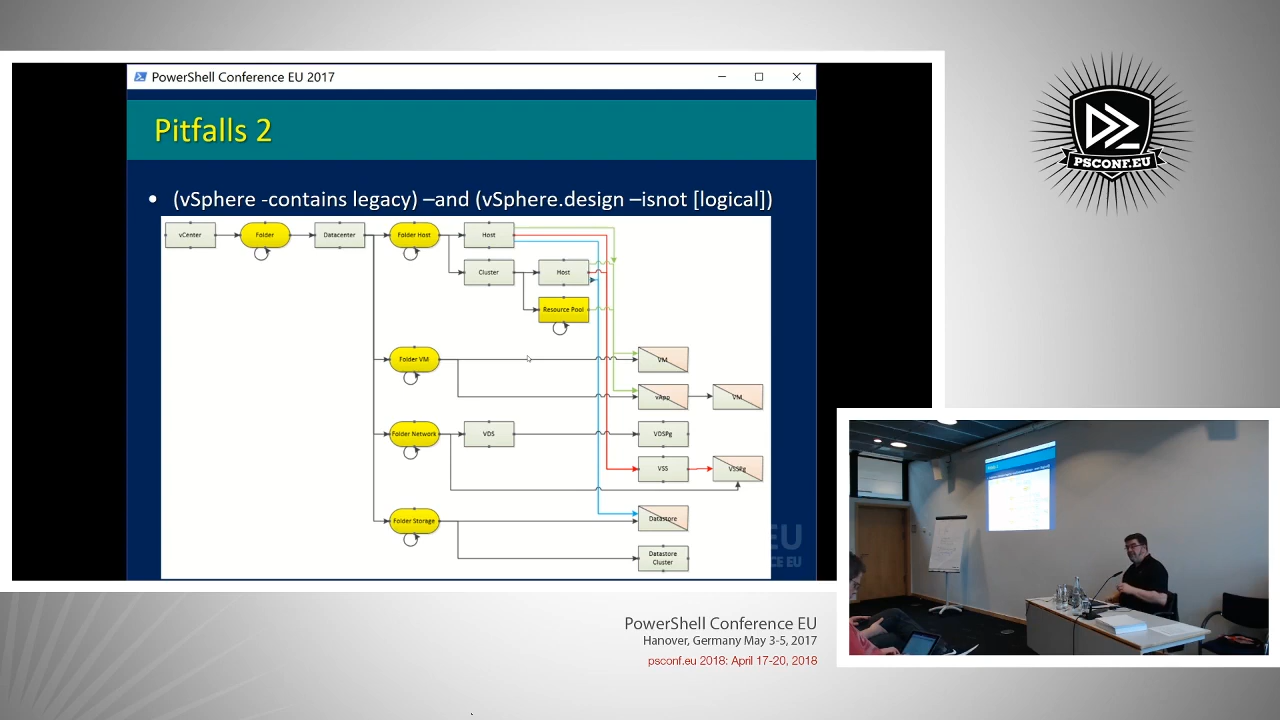 PowerShell Conference EU 2017
Pitfalls 2
• (vSphere -contains legacy) –and (vSphere.design –isnot [logical])
vCenter
Folder
Datacenter
Folder Host
Host
Cluster
Host
Resource Pool
Folder VM
VM
vApp
VM
Folder Network
VDS
VDSPg
VSS
VSSPg
Folder Storage
Datastore
Datastore
Cluster
EU
CE EU
PSCONF.EU
PowerShell Conference EU
Hanover, Germany May 3-5, 2017
psconf.eu 2018: April 17-20, 2018